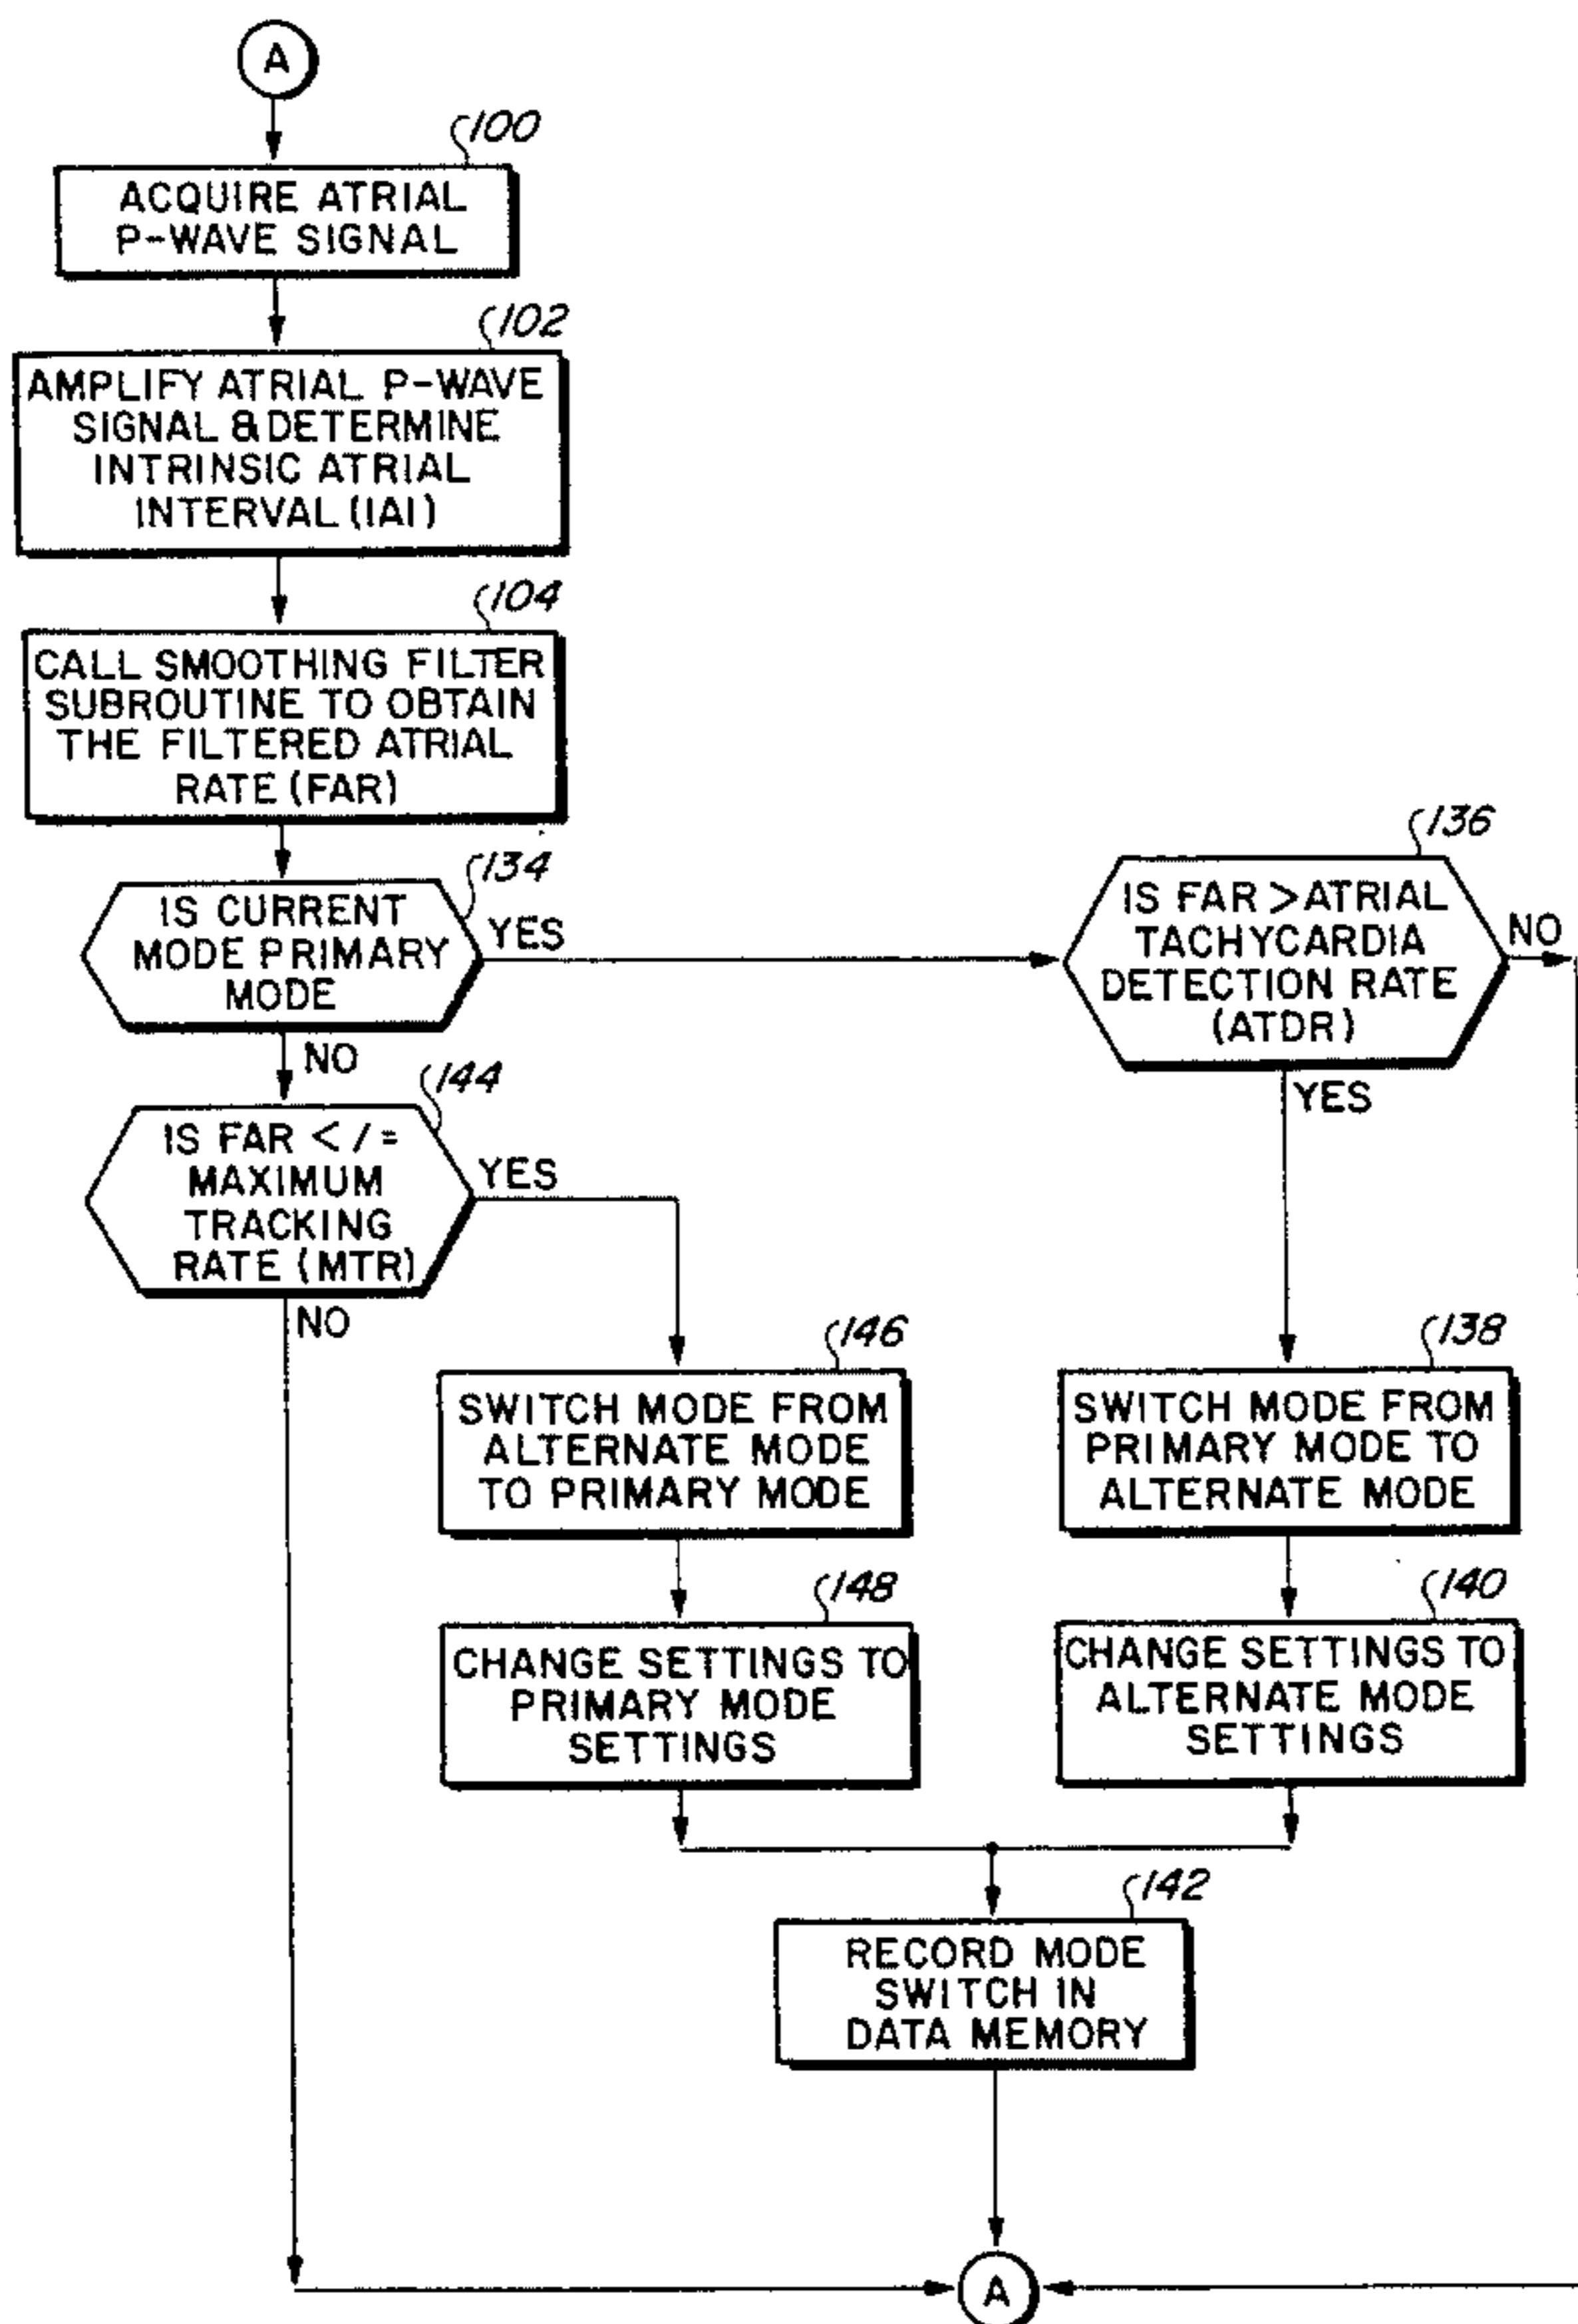 A
100
ACQUIRE ATRIAL
P-WAVE SIGNAL
102
AMPLIFY ATRIAL P-WAVE
SIGNAL & DETERMINE
INTRINSIC ATRIAL
INTERVAL (IAI)
104
CALL SMOOTHING FILTER
SUBROUTINE TO OBTAIN
THE FILTERED ATRIAL
RATE (FAR)
134
IS CURRENT
MODE PRIMARY
MODE
YES
NO
136
IS FAR > ATRIAL
TACHYCARDIA
DETECTION RATE
(ATDR)
NO
YES
144
IS FAR < / =
MAXIMUM
TRACKING
RATE (MTR)
YES
NO
146
SWITCH MODE FROM
ALTERNATE MODE
TO PRIMARY MODE
138
SWITCH MODE FROM
PRIMARY MODE TO
ALTERNATE MODE
148
CHANGE SETTINGS TO
PRIMARY MODE
SETTINGS
140
CHANGE SETTINGS TO
ALTERNATE MODE
SETTINGS
142
RECORD MODE
SWITCH IN
DATA MEMORY
A